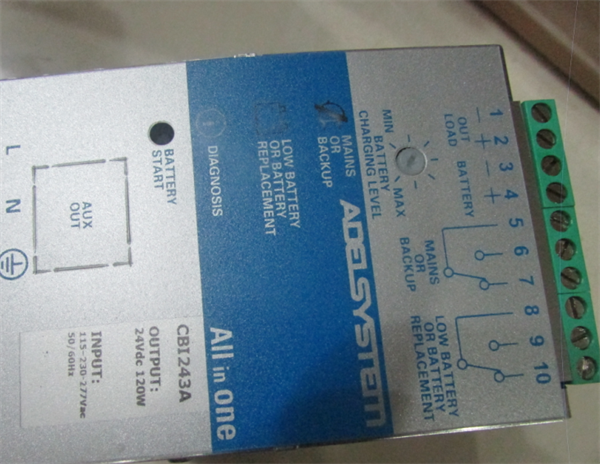 1 2 3 4 5 6 7 8 9 10
− + − +
OUT
LOAD
BATTERY
MAINS
OR
BACKUP
LOW BATTERY
OR BATTERY
REPLACEMENT
MIN
MAX
BATTERY
CHARGING LEVEL
ADELSYSTEM
MAINS
OR
BACKUP
LOW BATTERY
OR BATTERY
REPLACEMENT
i
DIAGNOSIS
All in one
BATTERY
START
CBI243A
OUTPUT:
24Vdc 120W
INPUT:
115-230-277Vac
50/60Hz
AUX
OUT
L
N